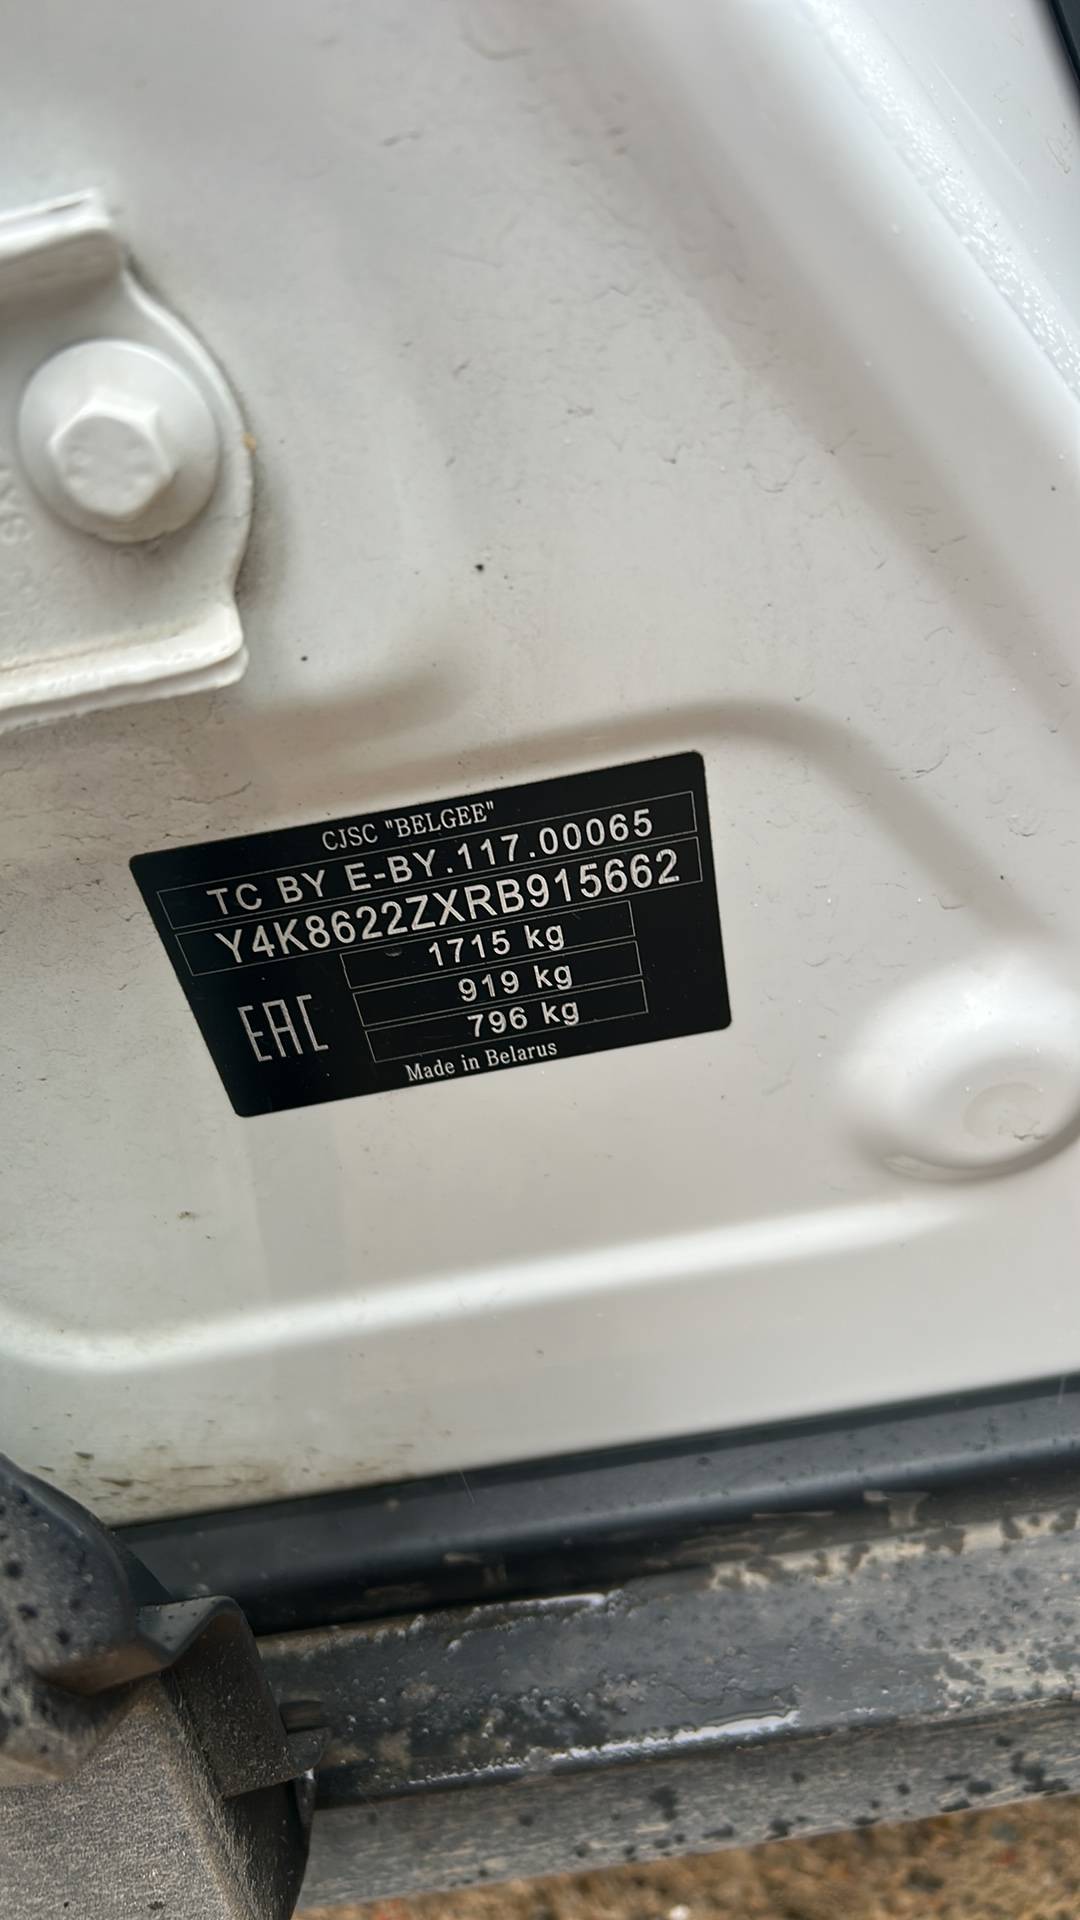 CJSC "BELGEE"
TC BY E-BY.117.00065
Y4K8622ZXRB915662
1715 kg
919 kg
796 kg
EAC
Made in Belarus